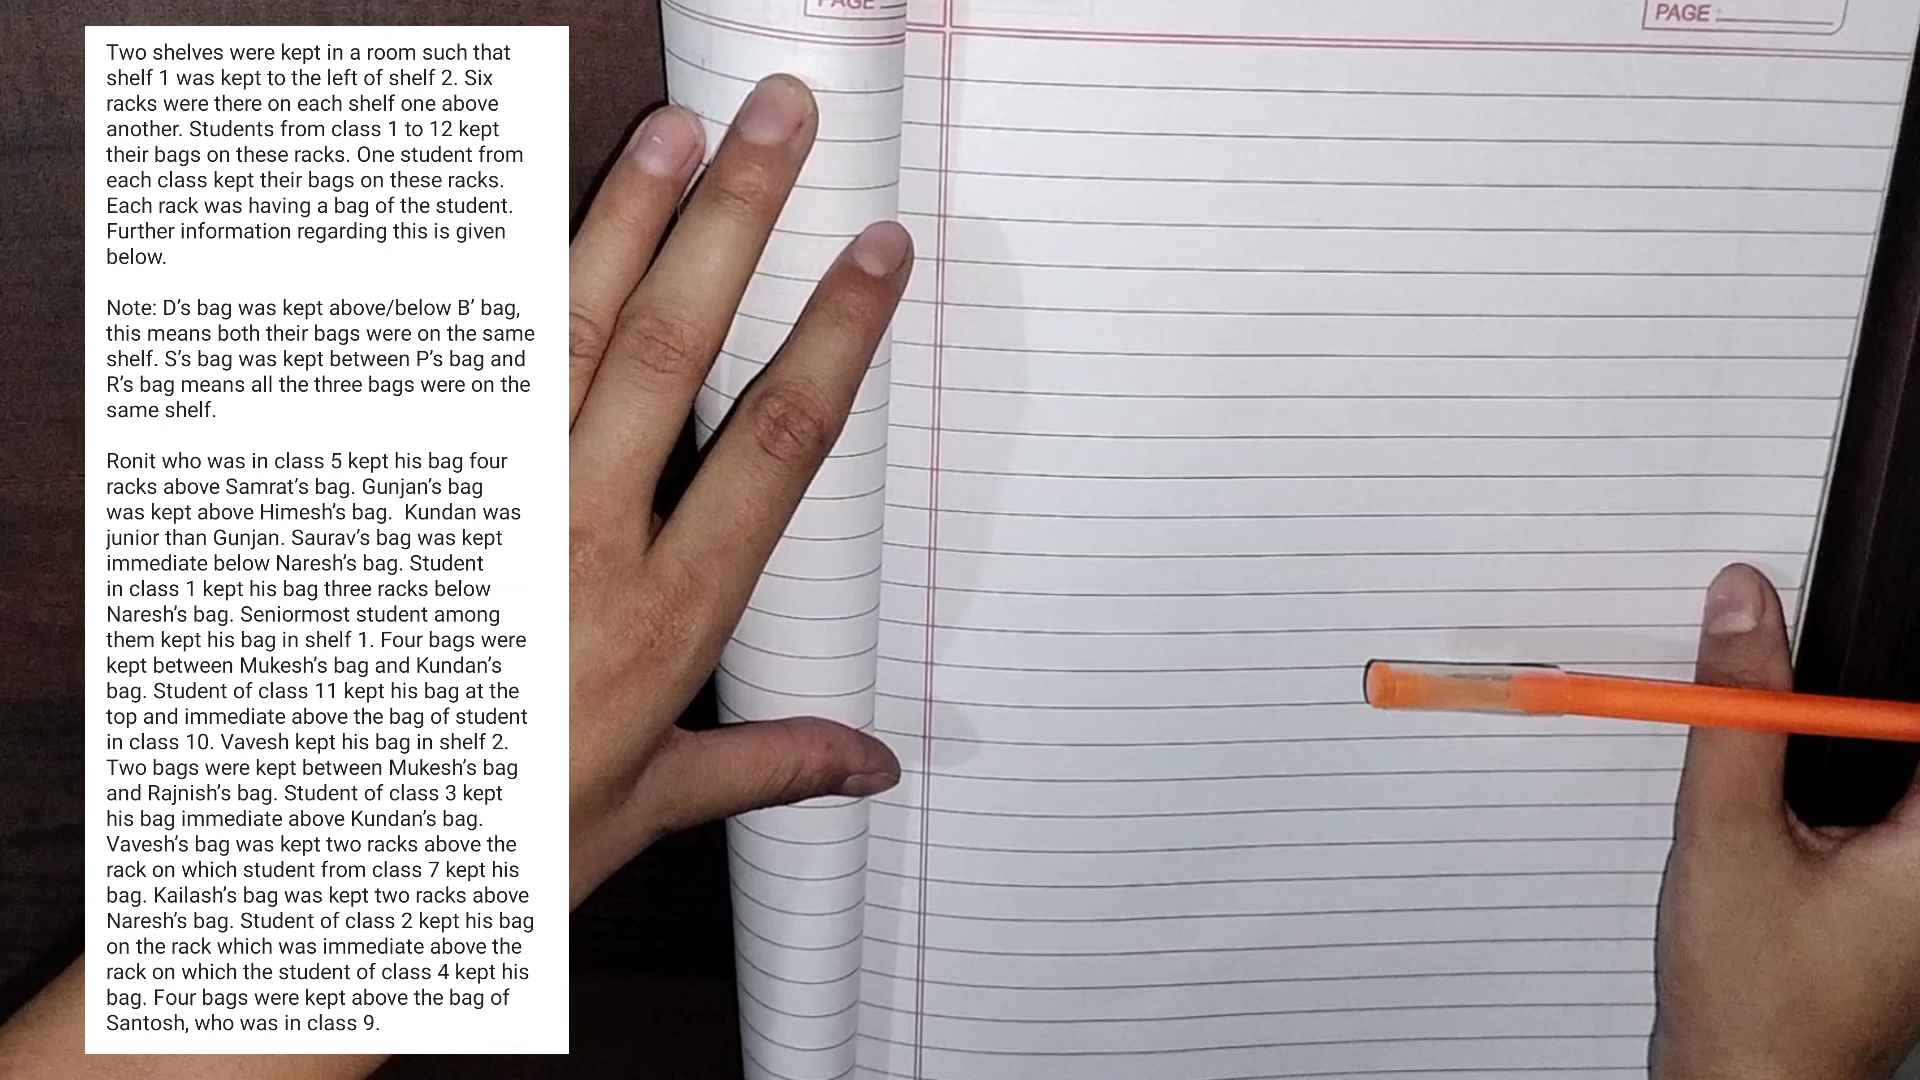 Two shelves were kept in a room such that
shelf 1 was kept to the left of shelf 2. Six
racks were there on each shelf one above
another. Students from class 1 to 12 kept
their bags on these racks. One student from
each class kept their bags on these racks.
Each rack was having a bag of the student.
Further information regarding this is given
below.
Note: D’s bag was kept above/below B’ bag,
this means both their bags were on the same
shelf. S’s bag was kept between P’s bag and
R’s bag means all the three bags were on the
same shelf.
Ronit who was in class 5 kept his bag four
racks above Samrat’s bag. Gunjan’s bag
was kept above Himesh’s bag. Kundan was
junior than Gunjan. Saurav’s bag was kept
immediate below Naresh’s bag. Student
in class 1 kept his bag three racks below
Naresh’s bag. Seniormost student among
them kept his bag in shelf 1. Four bags were
kept between Mukesh’s bag and Kundan’s
bag. Student of class 11 kept his bag at the
top and immediate above the bag of student
in class 10. Vavesh kept his bag in shelf 2.
Two bags were kept between Mukesh’s bag
and Rajnish’s bag. Student of class 3 kept
his bag immediate above Kundan’s bag.
Vavesh’s bag was kept two racks above the
rack on which student from class 7 kept his
bag. Kailash’s bag was kept two racks above
Naresh’s bag. Student of class 2 kept his bag
on the rack which was immediate above the
rack on which the student of class 4 kept his
bag. Four bags were kept above the bag of
Santosh, who was in class 9.
PAGE
PAGE